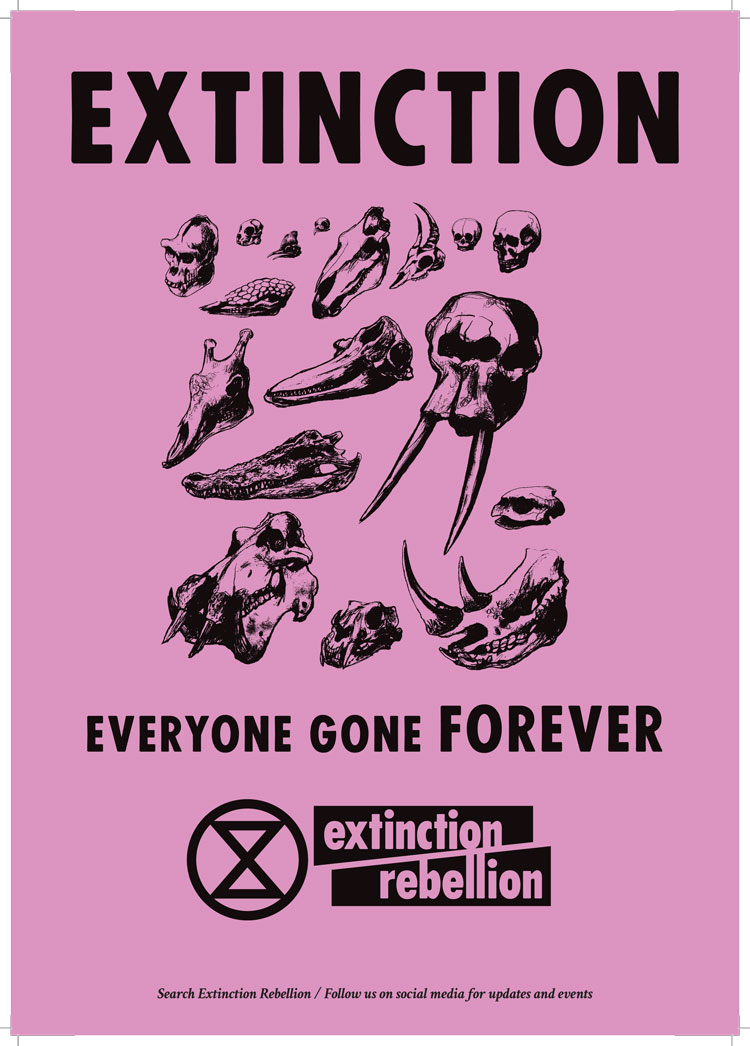 EXTINCTION
EVERYONE GONE FOREVER
extinction
rebellion
Search Extinction Rebellion / Follow us on social media for updates and events